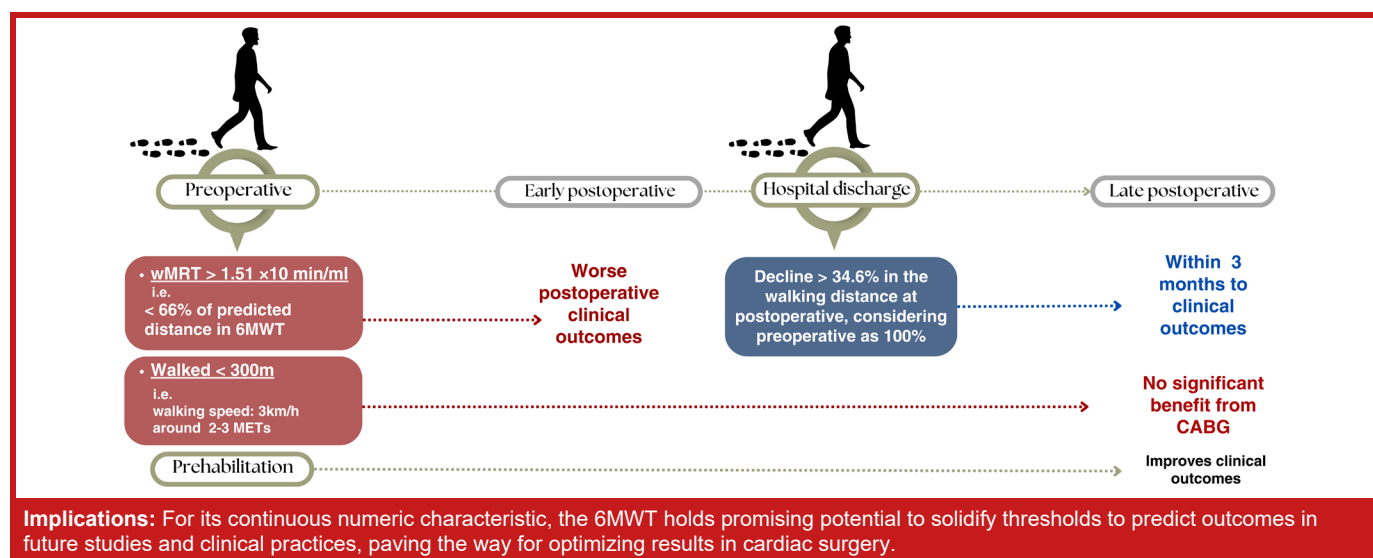 Preoperative
Early postoperative
Hospital discharge
Late postoperative
• wMRT > 1.51 ×10 min/ml
i.e.
< 66% of predicted
distance in 6MWT
Worse
postoperative
clinical
outcomes
Decline > 34.6% in the
walking distance at
postoperative, considering
preoperative as 100%
Within 3
months to
clinical
outcomes
• Walked < 300m
i.e.
walking speed: 3km/h
around 2-3 METs
No significant
benefit from
CABG
Prehabilitation
Improves clinical
outcomes
Implications: For its continuous numeric characteristic, the 6MWT holds promising potential to solidify thresholds to predict outcomes in
future studies and clinical practices, paving the way for optimizing results in cardiac surgery.